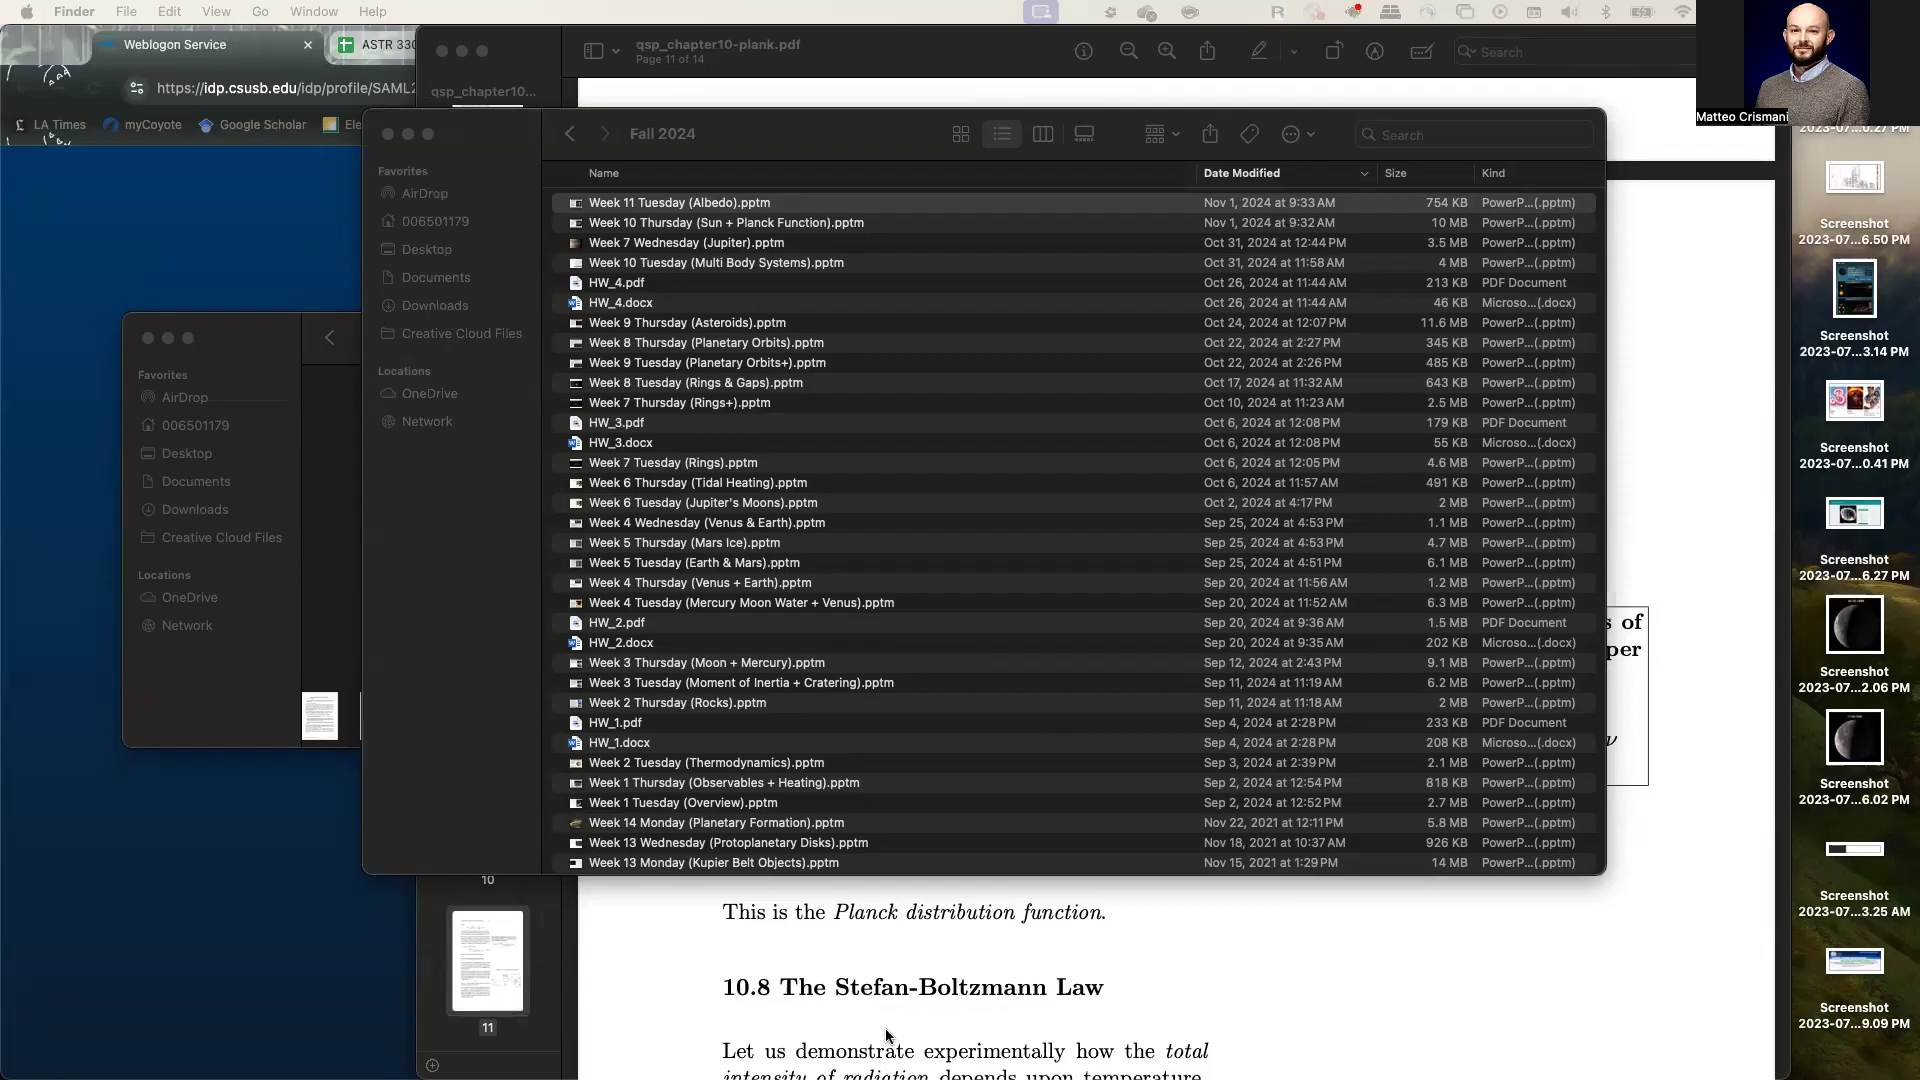 Finder File Edit View Go Window Help
Weblogon Service
ASTR 330
https://idp.csusb.edu/idp/profile/SAML2
LA Times myCoyote Google Scholar Ele
qsp_chapter10-plank.pdf
Page 11 of 14
Search
qsp_chapter10...
Matteo Crismani
Fall 2024
Search
Favorites
AirDrop
006501179
Desktop
Documents
Downloads
Creative Cloud Files
Locations
OneDrive
Network
Name Date Modified Size Kind
Week 11 Tuesday (Albedo).pptm Nov 1, 2024 at 9:33 AM 754 KB PowerP...(.pptm)
Week 10 Thursday (Sun + Planck Function).pptm Nov 1, 2024 at 9:32 AM 10 MB PowerP...(.pptm)
Week 7 Wednesday (Jupiter).pptm Oct 31, 2024 at 12:44 PM 3.5 MB PowerP...(.pptm)
Week 10 Tuesday (Multi Body Systems).pptm Oct 31, 2024 at 11:58 AM 4 MB PowerP...(.pptm)
HW_4.pdf Oct 26, 2024 at 11:44 AM 213 KB PDF Document
HW_4.docx Oct 26, 2024 at 11:44 AM 46 KB Microso...(.docx)
Week 9 Thursday (Asteroids).pptm Oct 24, 2024 at 12:07 PM 11.6 MB PowerP...(.pptm)
Week 8 Thursday (Planetary Orbits).pptm Oct 22, 2024 at 2:27 PM 345 KB PowerP...(.pptm)
Week 9 Tuesday (Planetary Orbits+).pptm Oct 22, 2024 at 2:26 PM 485 KB PowerP...(.pptm)
Week 8 Tuesday (Rings & Gaps).pptm Oct 17, 2024 at 11:32 AM 643 KB PowerP...(.pptm)
Week 7 Thursday (Rings+).pptm Oct 10, 2024 at 11:23 AM 2.5 MB PowerP...(.pptm)
HW_3.pdf Oct 6, 2024 at 12:08 PM 179 KB PDF Document
HW_3.docx Oct 6, 2024 at 12:08 PM 55 KB Microso...(.docx)
Week 7 Tuesday (Rings).pptm Oct 6, 2024 at 12:05 PM 4.6 MB PowerP...(.pptm)
Week 6 Thursday (Tidal Heating).pptm Oct 6, 2024 at 11:57 AM 491 KB PowerP...(.pptm)
Week 6 Tuesday (Jupiter's Moons).pptm Oct 2, 2024 at 4:17 PM 2 MB PowerP...(.pptm)
Week 4 Wednesday (Venus & Earth).pptm Sep 25, 2024 at 4:53 PM 1.1 MB PowerP...(.pptm)
Week 5 Thursday (Mars Ice).pptm Sep 25, 2024 at 4:53 PM 4.7 MB PowerP...(.pptm)
Week 5 Tuesday (Earth & Mars).pptm Sep 25, 2024 at 4:51 PM 6.1 MB PowerP...(.pptm)
Week 4 Thursday (Venus + Earth).pptm Sep 20, 2024 at 11:56 AM 1.2 MB PowerP...(.pptm)
Week 4 Tuesday (Mercury Moon Water + Venus).pptm Sep 20, 2024 at 11:52 AM 6.3 MB PowerP...(.pptm)
HW_2.pdf Sep 20, 2024 at 9:36 AM 1.5 MB PDF Document
HW_2.docx Sep 20, 2024 at 9:35 AM 202 KB Microso...(.docx)
Week 3 Thursday (Moon + Mercury).pptm Sep 12, 2024 at 2:43 PM 9.1 MB PowerP...(.pptm)
Week 3 Tuesday (Moment of Inertia + Cratering).pptm Sep 11, 2024 at 11:19 AM 6.2 MB PowerP...(.pptm)
Week 2 Thursday (Rocks).pptm Sep 11, 2024 at 11:18 AM 2 MB PowerP...(.pptm)
HW_1.pdf Sep 4, 2024 at 2:28 PM 233 KB PDF Document
HW_1.docx Sep 4, 2024 at 2:28 PM 208 KB Microso...(.docx)
Week 2 Tuesday (Thermodynamics).pptm Sep 3, 2024 at 2:39 PM 2.1 MB PowerP...(.pptm)
Week 1 Thursday (Observables + Heating).pptm Sep 2, 2024 at 12:54 PM 818 KB PowerP...(.pptm)
Week 1 Tuesday (Overview).pptm Sep 2, 2024 at 12:52 PM 2.7 MB PowerP...(.pptm)
Week 14 Monday (Planetary Formation).pptm Nov 22, 2021 at 12:11 PM 5.8 MB PowerP...(.pptm)
Week 13 Wednesday (Protoplanetary Disks).pptm Nov 18, 2021 at 10:37 AM 926 KB PowerP...(.pptm)
Week 13 Monday (Kupier Belt Objects).pptm Nov 15, 2021 at 1:29 PM 14 MB PowerP...(.pptm)
Favorites
AirDrop
006501179
Desktop
Documents
Downloads
Creative Cloud Files
Locations
OneDrive
Network
s of
per
ν
10
11
This is the Planck distribution function.
10.8 The Stefan-Boltzmann Law
Let us demonstrate experimentally how the total
intensity of radiation depends upon temperature.
2023-07...0.27 PM
Screenshot
2023-07...6.50 PM
Screenshot
2023-07...3.14 PM
Screenshot
2023-07...0.41 PM
Screenshot
2023-07...6.27 PM
Screenshot
2023-07...2.06 PM
Screenshot
2023-07...6.02 PM
Screenshot
2023-07...3.25 AM
Screenshot
2023-07...9.09 PM